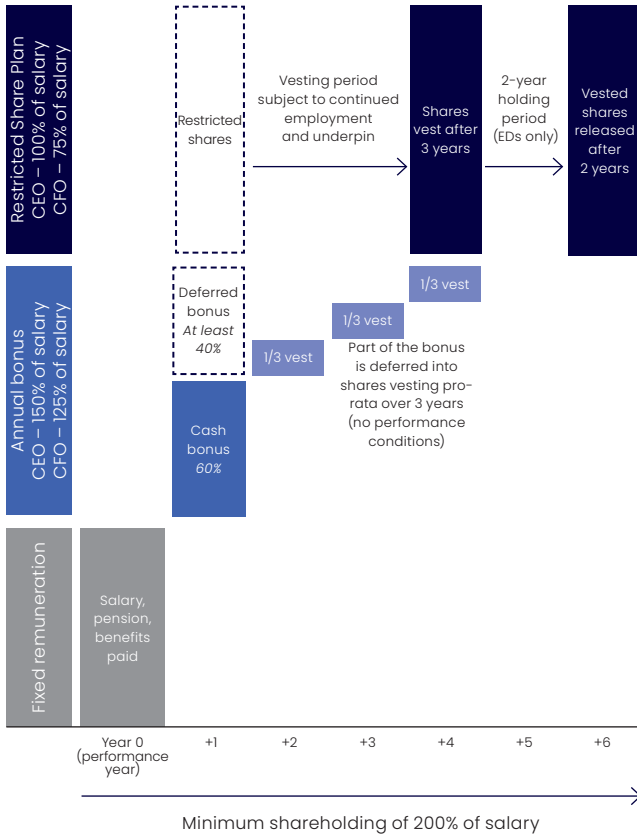 Restricted Share Plan
CEO – 100% of salary
CFO – 75% of salary
Restricted
shares
Vesting period
subject to continued
employment
and underpin
Shares
vest after
3 years
2-year
holding
period
(EDs only)
Vested
shares
released
after
2 years
Annual bonus
CEO – 150% of salary
CFO – 125% of salary
Deferred
bonus
At least
40%
Cash
bonus
60%
1/3 vest
1/3 vest
1/3 vest
Part of the bonus
is deferred into
shares vesting pro-
rata over 3 years
(no performance
conditions)
Fixed remuneration
Salary,
pension,
benefits
paid
Year 0
(performance
year)
+1
+2
+3
+4
+5
+6
Minimum shareholding of 200% of salary